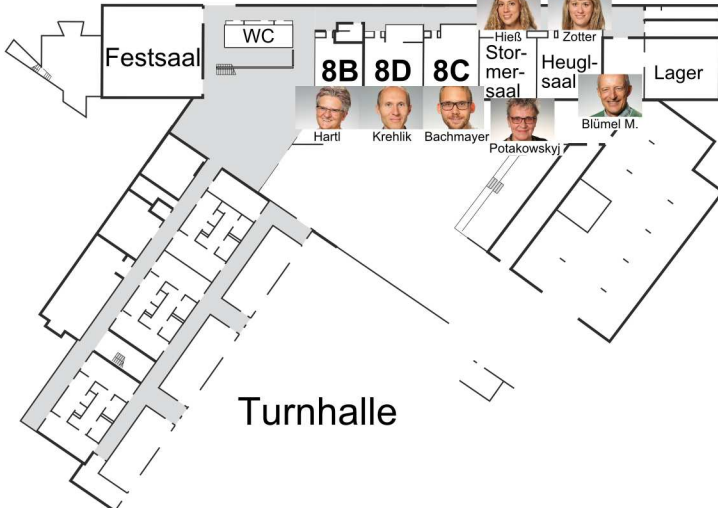 Hieß
Zotter
Festsaal
WC
8B
8D
8C
Stor-
mer-
saal
Heugl-
saal
Lager
Hartl
Krehlik
Bachmayer
Potakowskyj
Blümel M.
Turnhalle